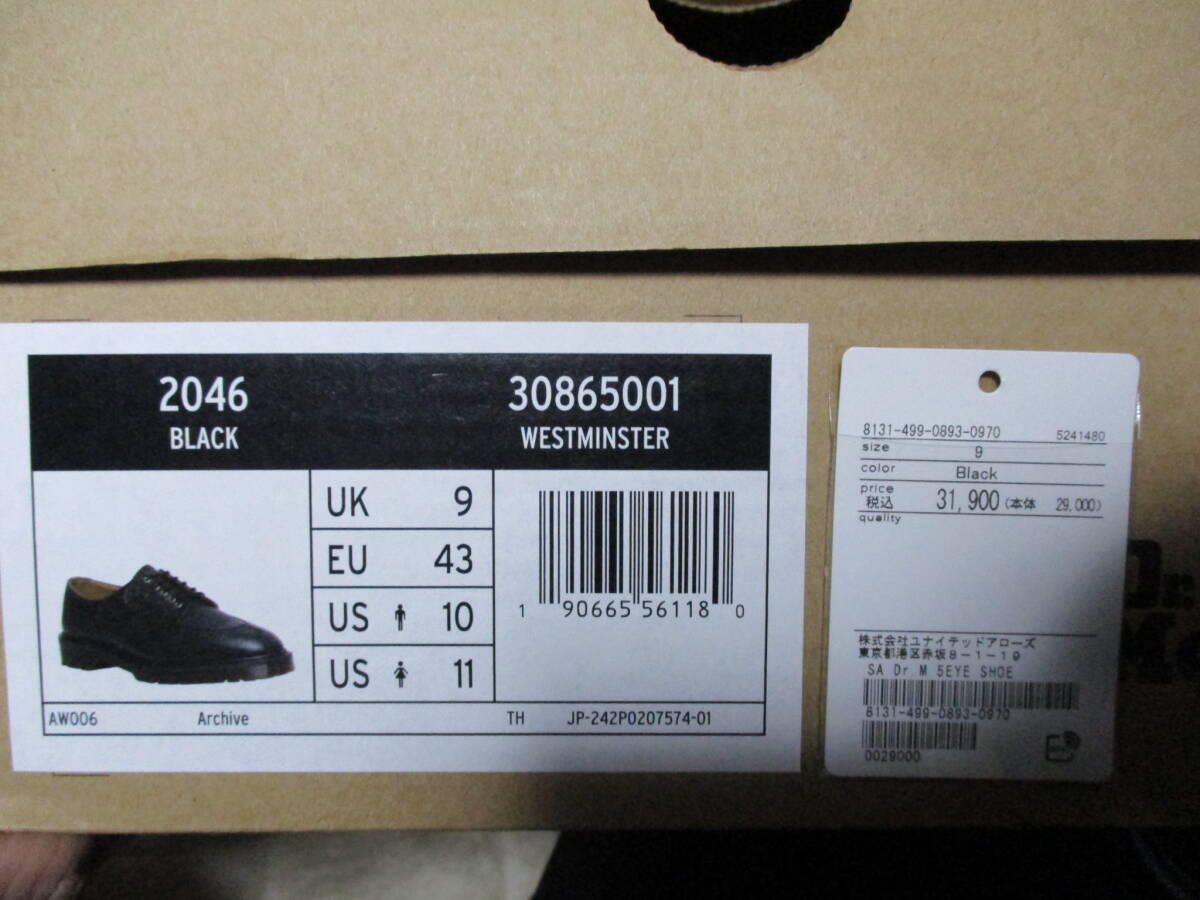 2046
BLACK
30865001
WESTMINSTER
UK 9
EU 43
US 10
US 11
1 90665 56118 0
AW006 Archive TH JP-242P0207574-01
8131-499-0893-0970 5241480
size 9
color Black
price
税込 31,900 (本体 29,000)
quality
株式会社ユナイテッドアローズ
東京都港区赤坂8-1-19
SA Dr.M 5EYE SHOE
8131-499-0893-0970
0029000